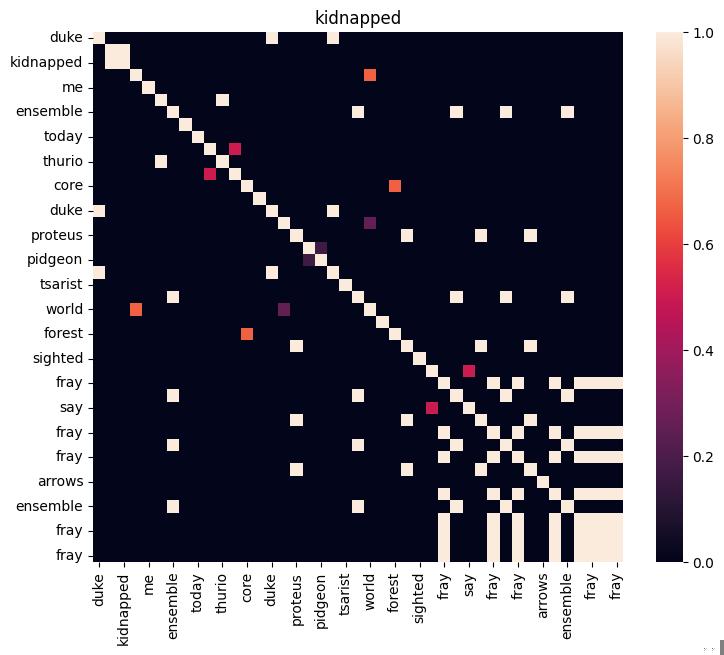 kidnapped
duke
kidnapped
me
ensemble
today
thurio
core
duke
proteus
pidgeon
tsarist
world
forest
sighted
fray
say
fray
fray
arrows
ensemble
fray
fray
duke
kidnapped
me
ensemble
today
thurio
core
duke
proteus
pidgeon
tsarist
world
forest
sighted
fray
say
fray
fray
arrows
ensemble
fray
fray
1.0
0.8
0.6
0.4
0.2
0.0